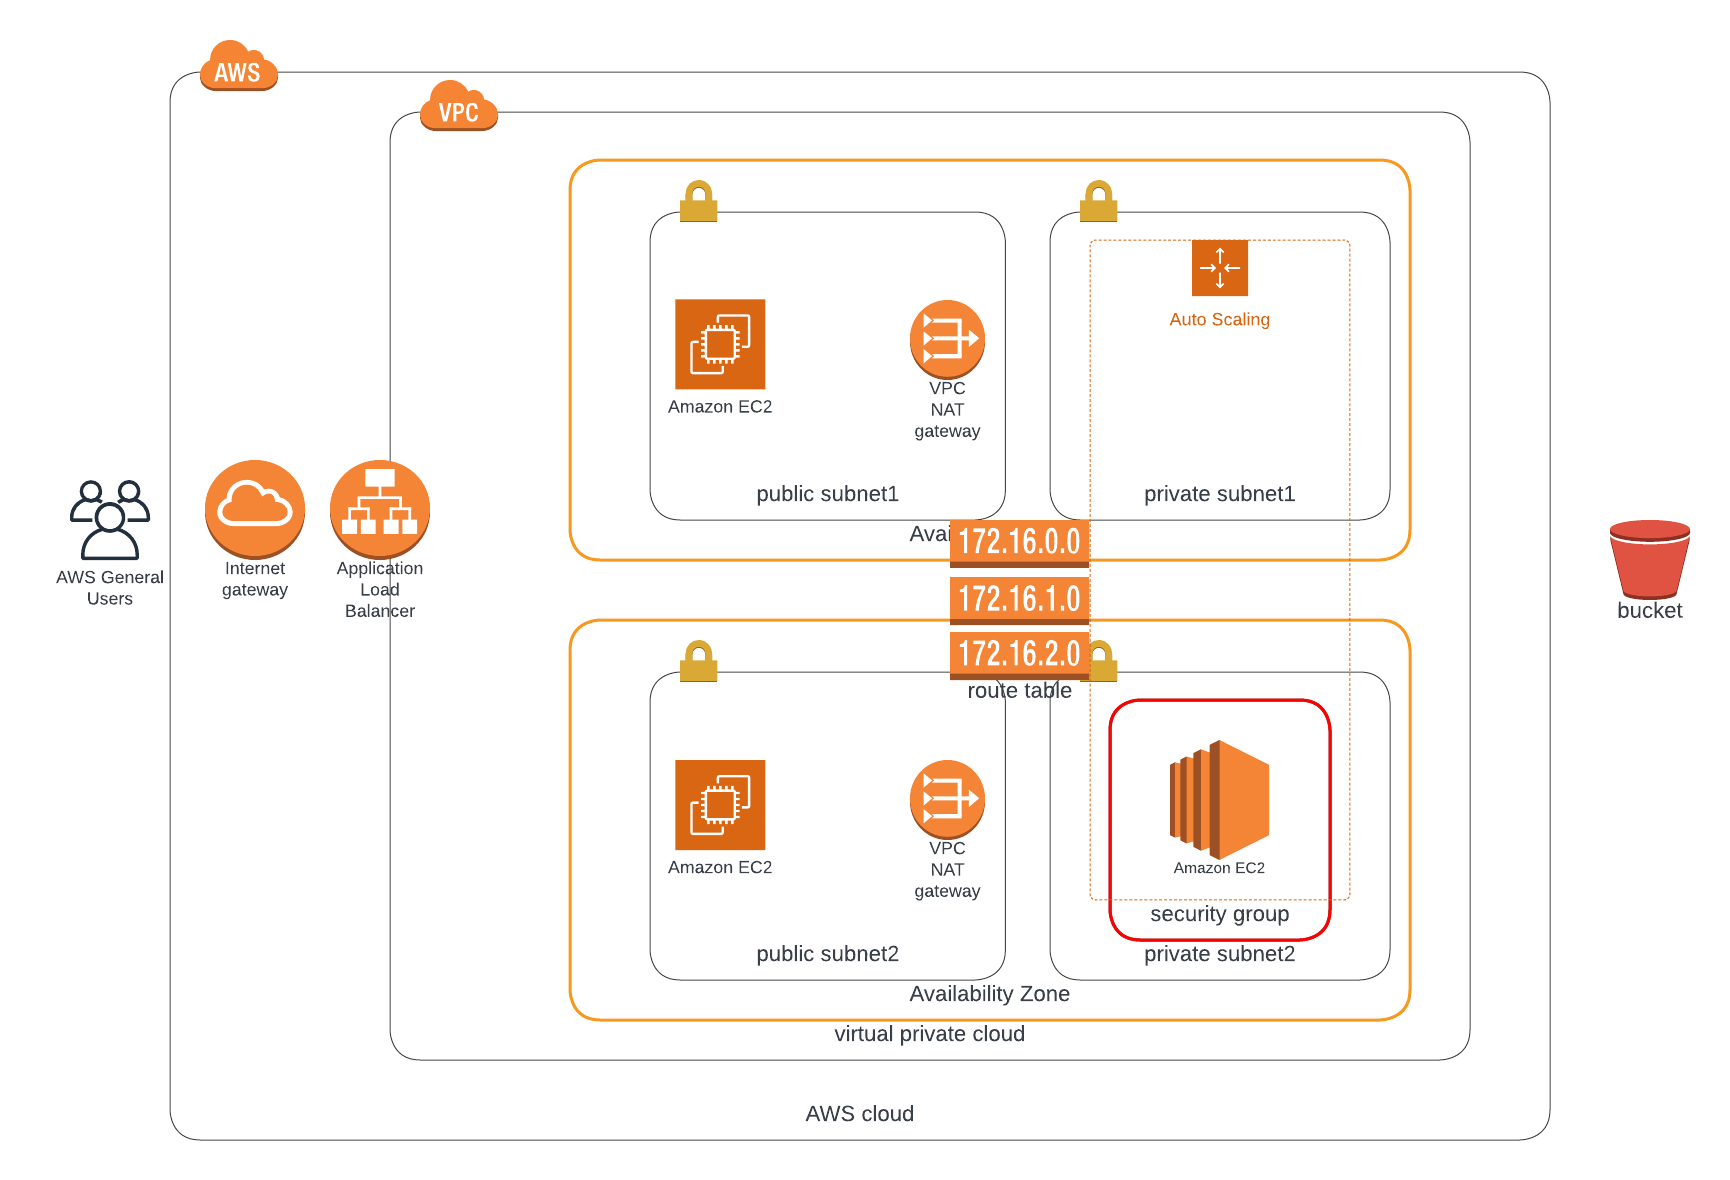 AWS
VPC
Auto Scaling
Amazon EC2
VPC
NAT
gateway
public subnet1
private subnet1
Avai
172.16.0.0
172.16.1.0
172.16.2.0
route table
AWS General
Users
Internet
gateway
Application
Load
Balancer
bucket
Amazon EC2
VPC
NAT
gateway
Amazon EC2
security group
public subnet2
private subnet2
Availability Zone
virtual private cloud
AWS cloud